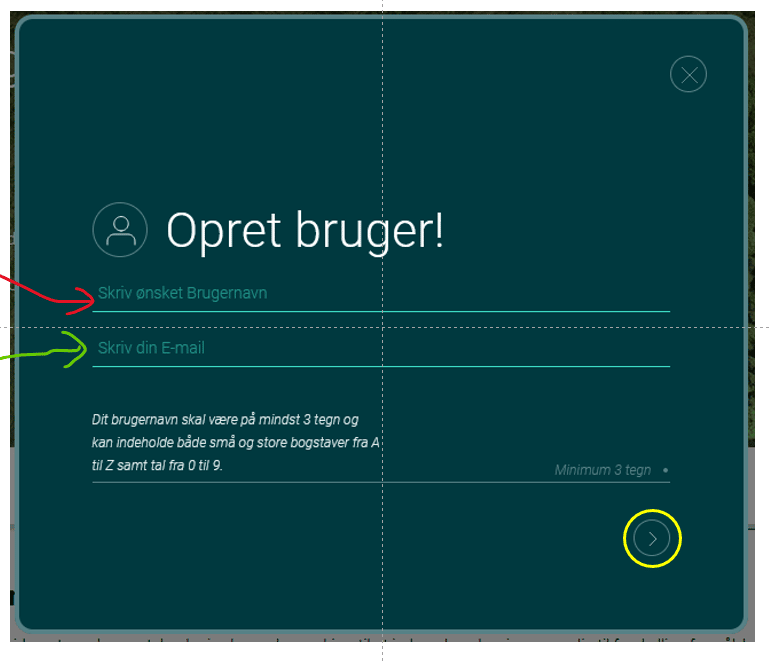 Opret bruger!
Skriv ønsket Brugernavn
Skriv din E-mail
Dit brugernavn skal være på mindst 3 tegn og
kan indeholde både små og store bogstaver fra A
til Z samt tal fra 0 til 9.
Minimum 3 tegn